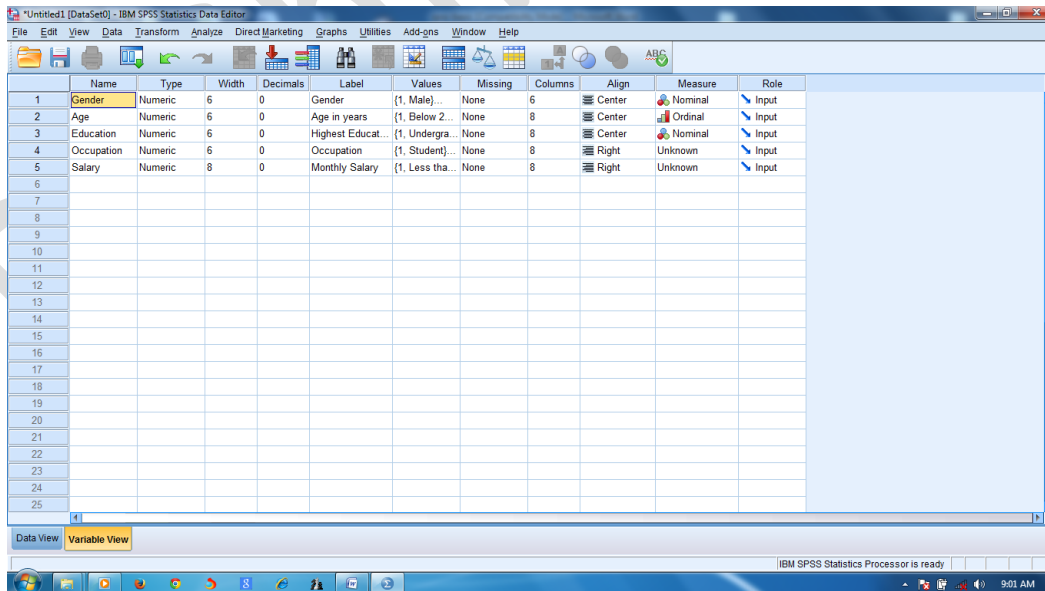 *Untitled1 [DataSet0] - IBM SPSS Statistics Data Editor
File Edit View Data Transform Analyze Direct Marketing Graphs Utilities Add-ons Window Help
Name Type Width Decimals Label Values Missing Columns Align Measure Role
1 Gender Numeric 6 0 Gender {1, Male}... None 6 Center Nominal Input
2 Age Numeric 6 0 Age in years {1, Below 2... None 8 Center Ordinal Input
3 Education Numeric 6 0 Highest Educat... {1, Undergra... None 8 Center Nominal Input
4 Occupation Numeric 6 0 Occupation {1, Student}... None 8 Right Unknown Input
5 Salary Numeric 8 0 Monthly Salary {1, Less tha... None 8 Right Unknown Input
6
7
8
9
10
11
12
13
14
15
16
17
18
19
20
21
22
23
24
25
Data View Variable View
IBM SPSS Statistics Processor is ready
9:01 AM